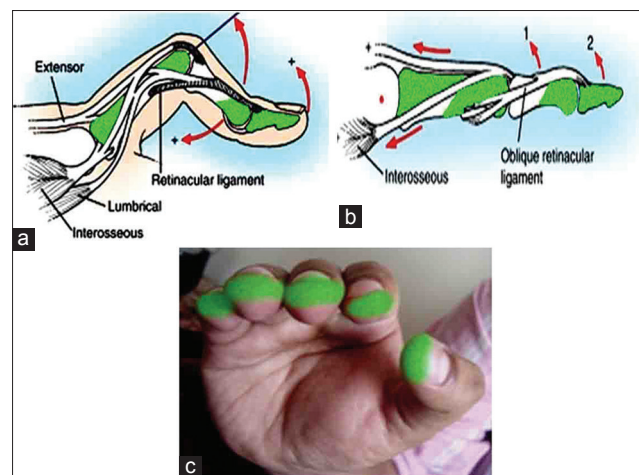 Extensor
+
+
Retinacular ligament
Lumbrical
Interosseous
a
+
1
2
Oblique retinacular
ligament
Interosseous
+
b
c